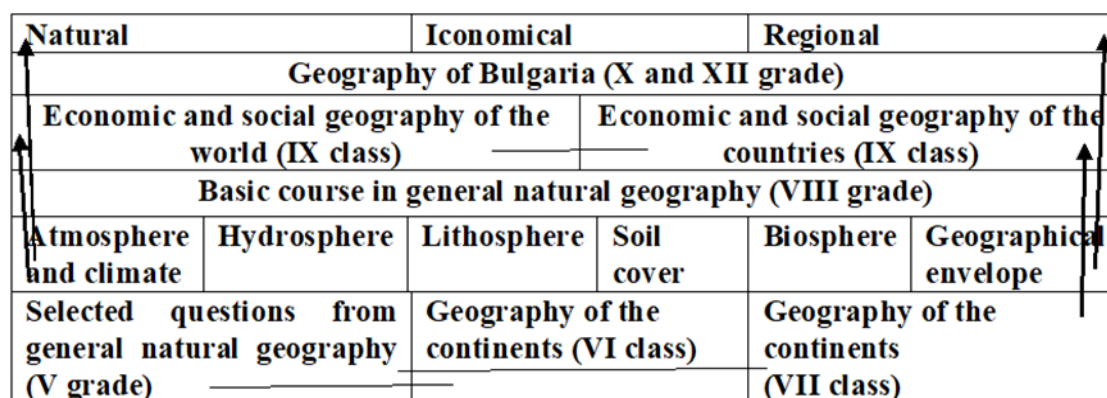 Natural
Iconomical
Regional
Geography of Bulgaria (X and XII grade)
Economic and social geography of the
world (IX class)
Economic and social geography of the
countries (IX class)
Basic course in general natural geography (VIII grade)
Atmosphere
and climate
Hydrosphere
Lithosphere
Soil
cover
Biosphere
Geographical
envelope
Selected questions from
general natural geography
(V grade)
Geography of the
continents (VI class)
Geography of the
continents
(VII class)